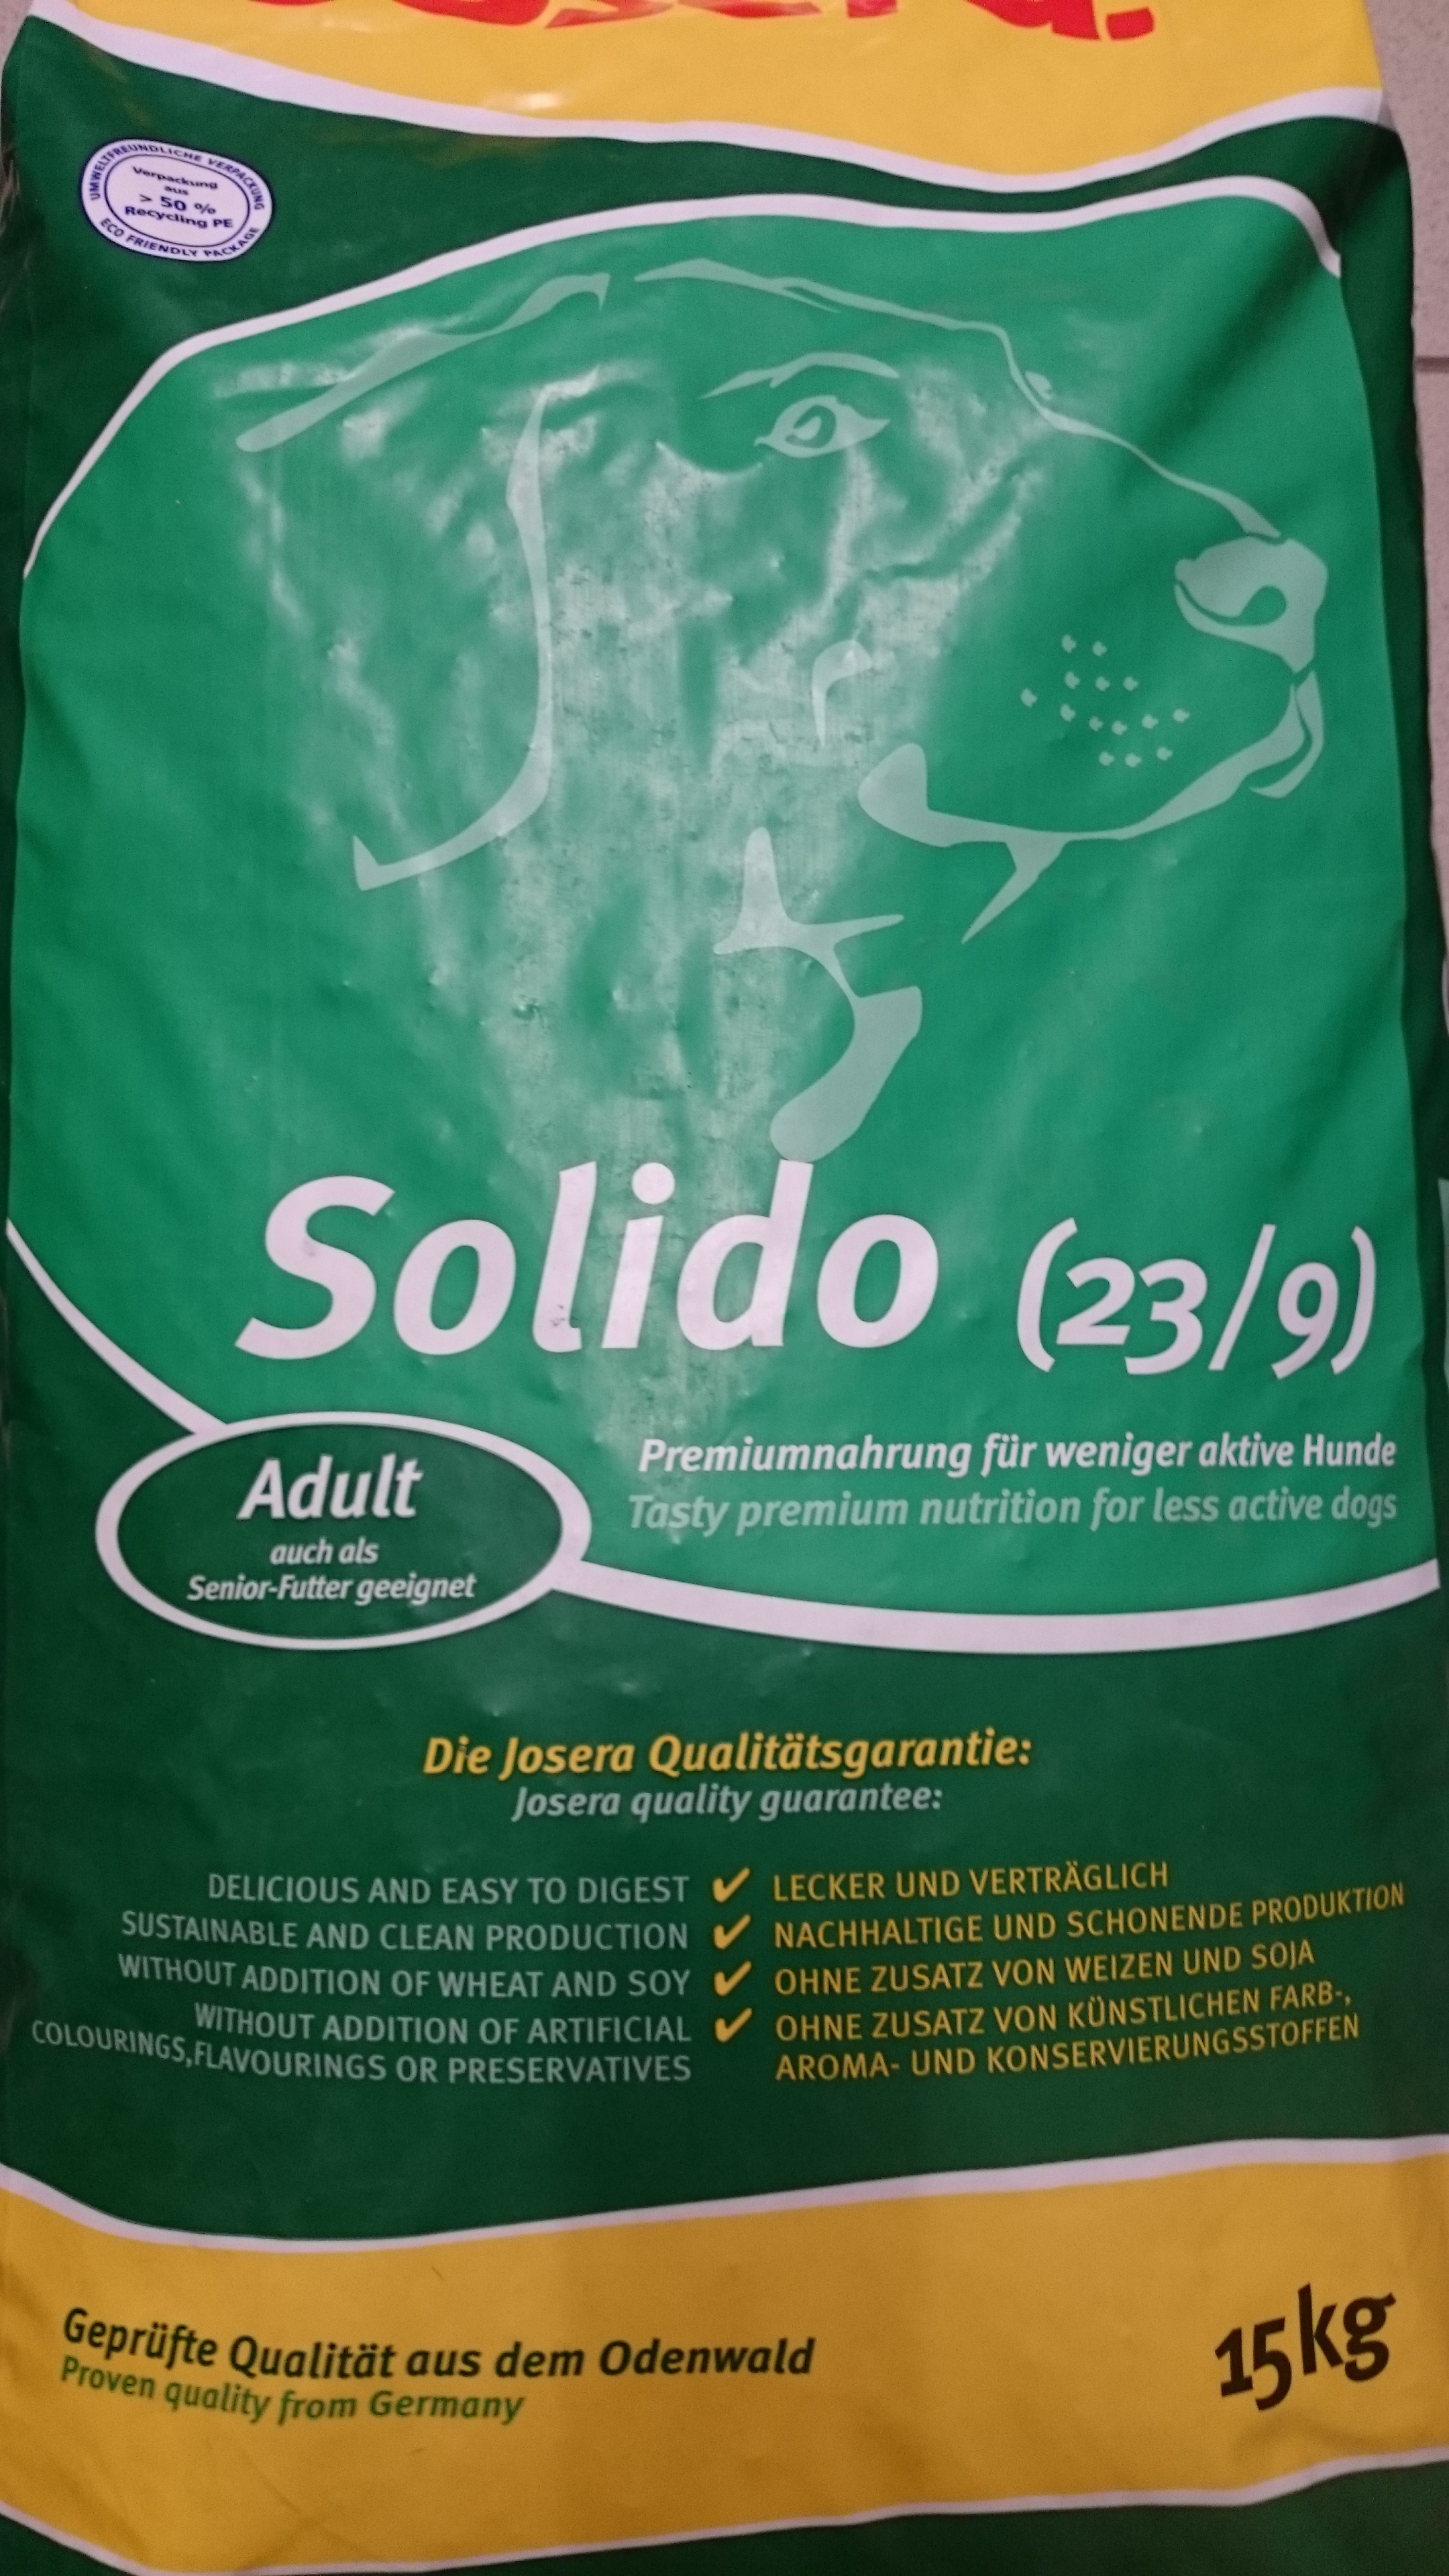 UMWELTFREUNDLICHE VERPACKUNG
Verpackung
aus
> 50 %
Recycling PE
ECO FRIENDLY PACKAGE
Solido (23/9)
Adult
auch als
Senior-Futter geeignet
Premiumnahrung für weniger aktive Hunde
Tasty premium nutrition for less active dogs
Die Josera Qualitätsgarantie:
Josera quality guarantee:
DELICIOUS AND EASY TO DIGEST ✔ LECKER UND VERTRÄGLICH
SUSTAINABLE AND CLEAN PRODUCTION ✔ NACHHALTIGE UND SCHONENDE PRODUKTION
WITHOUT ADDITION OF WHEAT AND SOY ✔ OHNE ZUSATZ VON WEIZEN UND SOJA
WITHOUT ADDITION OF ARTIFICIAL ✔ OHNE ZUSATZ VON KÜNSTLICHEN FARB-,
COLOURINGS,FLAVOURINGS OR PRESERVATIVES AROMA- UND KONSERVIERUNGSSTOFFEN
Geprüfte Qualität aus dem Odenwald
Proven quality from Germany
15kg